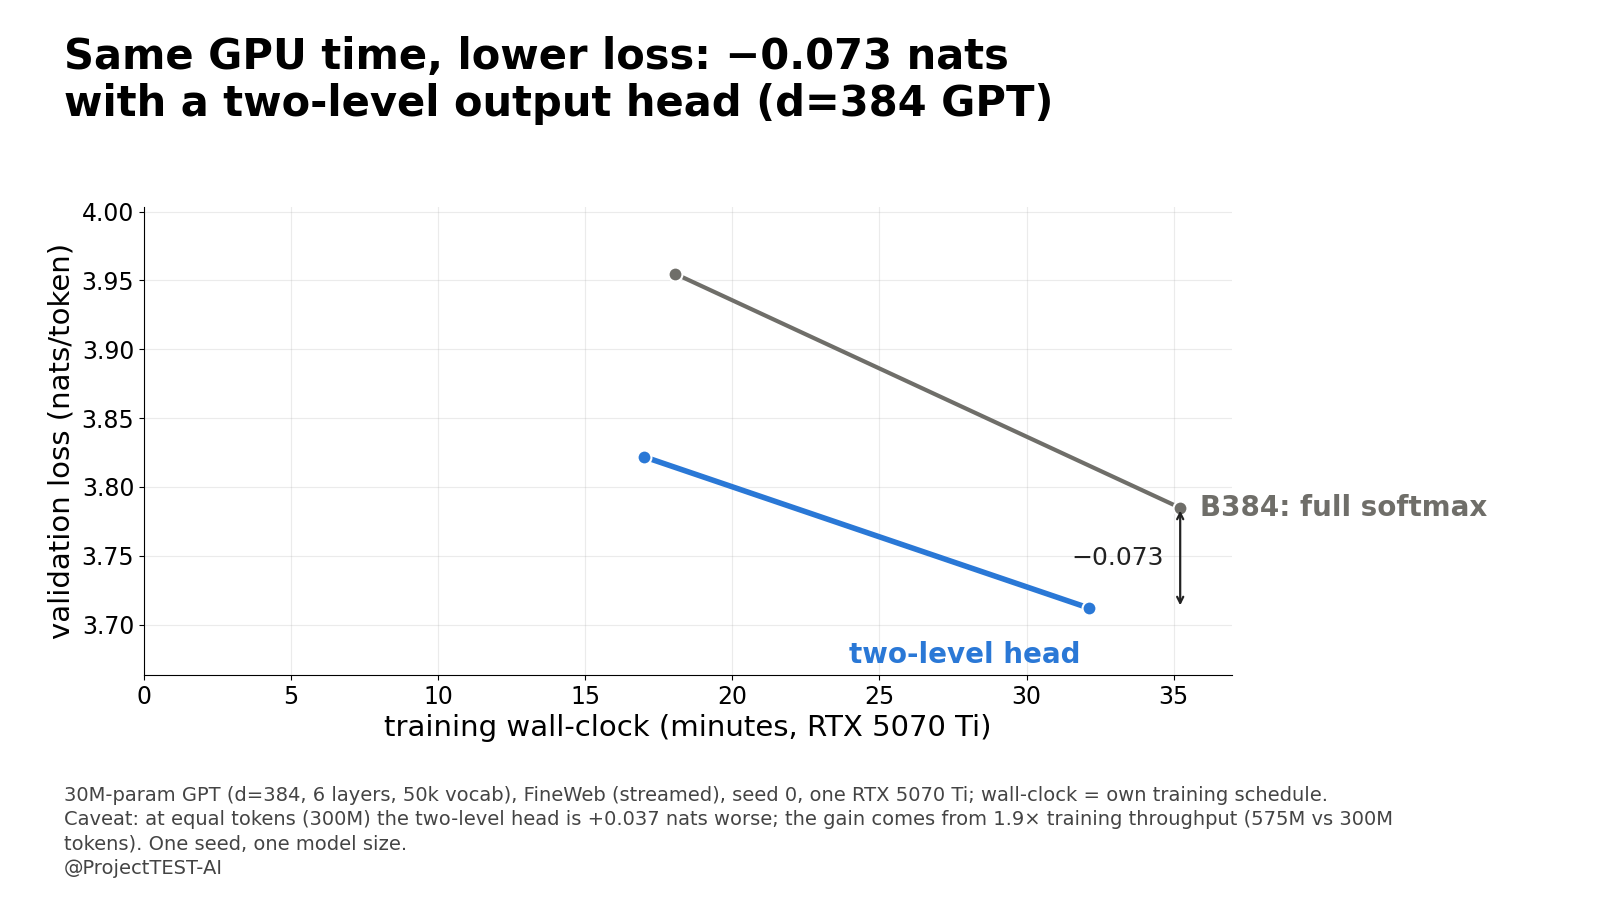 Same GPU time, lower loss: −0.073 nats
with a two-level output head (d=384 GPT)
4.00
3.95
3.90
3.85
3.80
3.75
3.70
validation loss (nats/token)
B384: full softmax
−0.073
two-level head
0 5 10 15 20 25 30 35
training wall-clock (minutes, RTX 5070 Ti)
30M-param GPT (d=384, 6 layers, 50k vocab), FineWeb (streamed), seed 0, one RTX 5070 Ti; wall-clock = own training schedule.
Caveat: at equal tokens (300M) the two-level head is +0.037 nats worse; the gain comes from 1.9× training throughput (575M vs 300M
tokens). One seed, one model size.
@ProjectTEST-AI